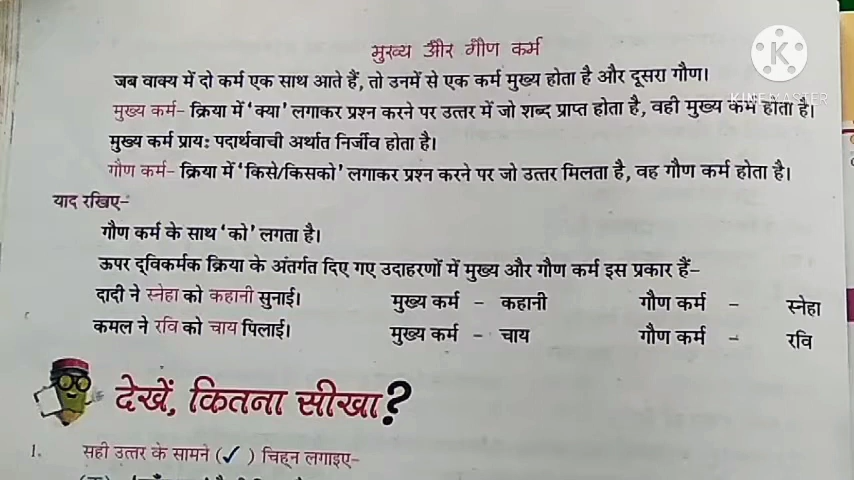 मुख्य और गौण कर्म
जब वाक्य में दो कर्म एक साथ आते हैं, तो उनमें से एक कर्म मुख्य होता है और दूसरा गौण।
मुख्य कर्म- क्रिया में 'क्या' लगाकर प्रश्न करने पर उत्तर में जो शब्द प्राप्त होता है, वही मुख्य कर्म होता है।
KINEMASTER
मुख्य कर्म प्रायः पदार्थवाची अर्थात निर्जीव होता है।
गौण कर्म- क्रिया में 'किसे/किसको' लगाकर प्रश्न करने पर जो उत्तर मिलता है, वह गौण कर्म होता है।
याद रखिए-
गौण कर्म के साथ 'को' लगता है।
ऊपर द्विकर्मक क्रिया के अंतर्गत दिए गए उदाहरणों में मुख्य और गौण कर्म इस प्रकार हैं-
दादी ने स्नेहा को कहानी सुनाई। मुख्य कर्म - कहानी गौण कर्म - स्नेहा
कमल ने रवि को चाय पिलाई। मुख्य कर्म - चाय गौण कर्म - रवि
देखें, कितना सीखा?
1. सही उत्तर के सामने (✓) चिह्न लगाइए-